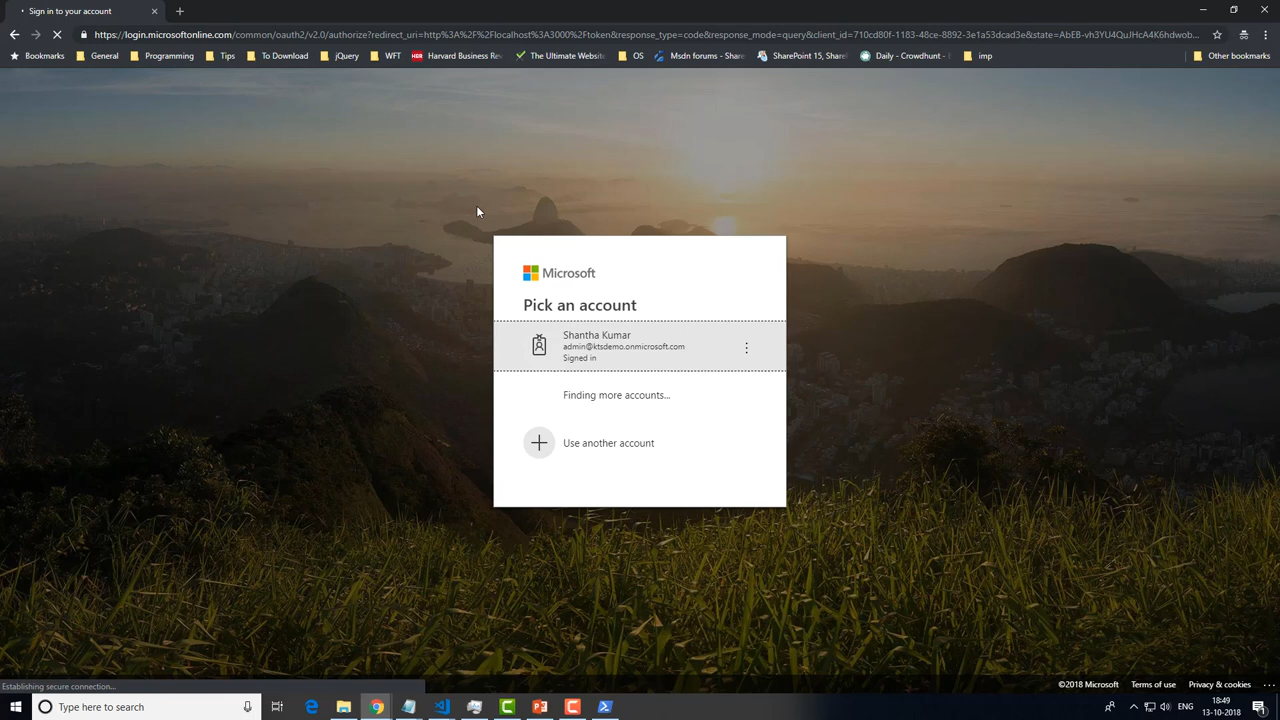 Sign in to your account
https://login.microsoftonline.com/common/oauth2/v2.0/authorize?redirect_uri=http%3A%2F%2Flocalhost%3A3000%2Ftoken&response_type=code&response_mode=query&client_id=710cd80f-1183-48ce-8892-3e1a53dcad3e&state=AbEB-vh3YU4QuJHcA4K6hdwob...
Bookmarks General Programming Tips To Download jQuery WFT Harvard Business Rev The Ultimate Website OS Msdn forums - Share SharePoint 15, Share Daily - Crowdhunt - imp Other bookmarks
Microsoft
Pick an account
Shantha Kumar
admin@ktsdemo.onmicrosoft.com
Signed in
Finding more accounts...
Use another account
Establishing secure connection...
©2018 Microsoft Terms of use Privacy & cookies ...
Type here to search
ENG
18:49
13-10-2018